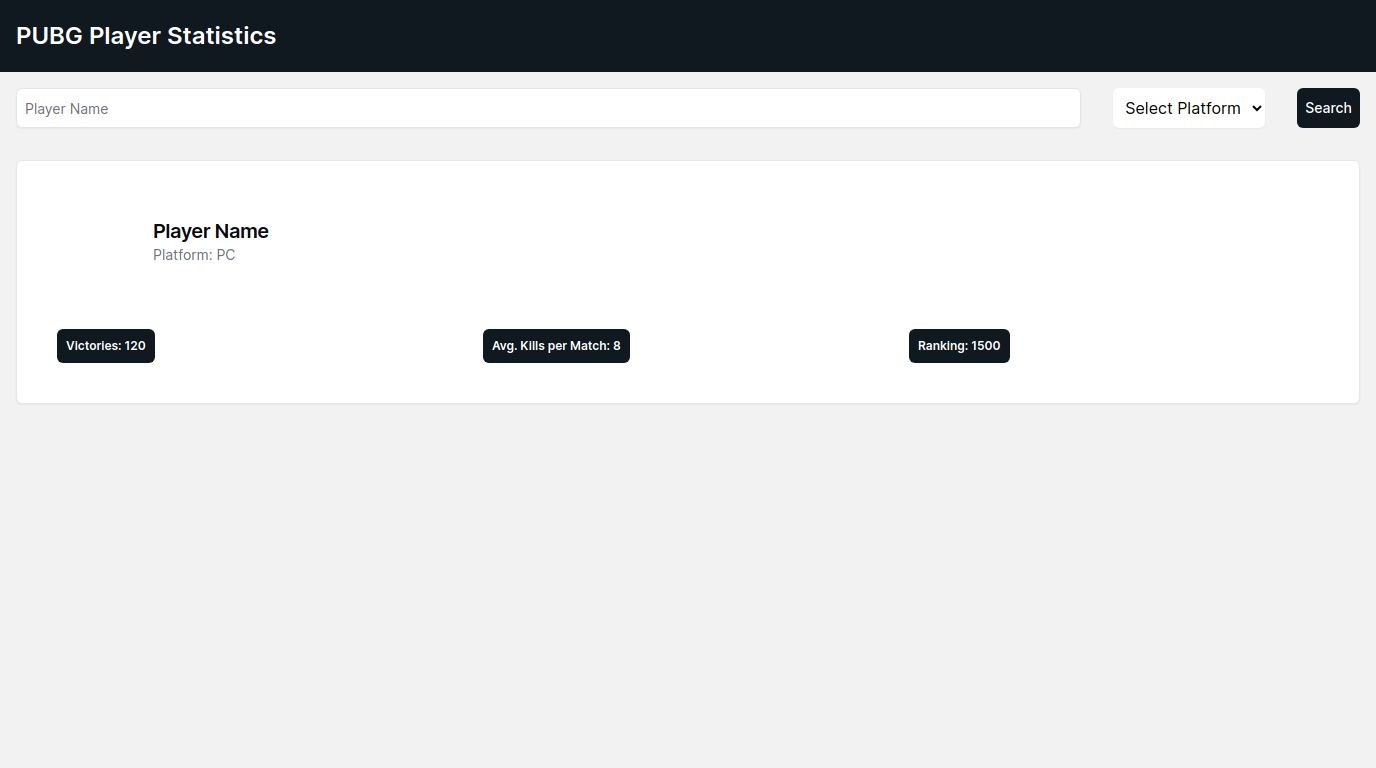 PUBG Player Statistics
Player Name
Select Platform
Search
Player Name
Platform: PC
Victories: 120
Avg. Kills per Match: 8
Ranking: 1500